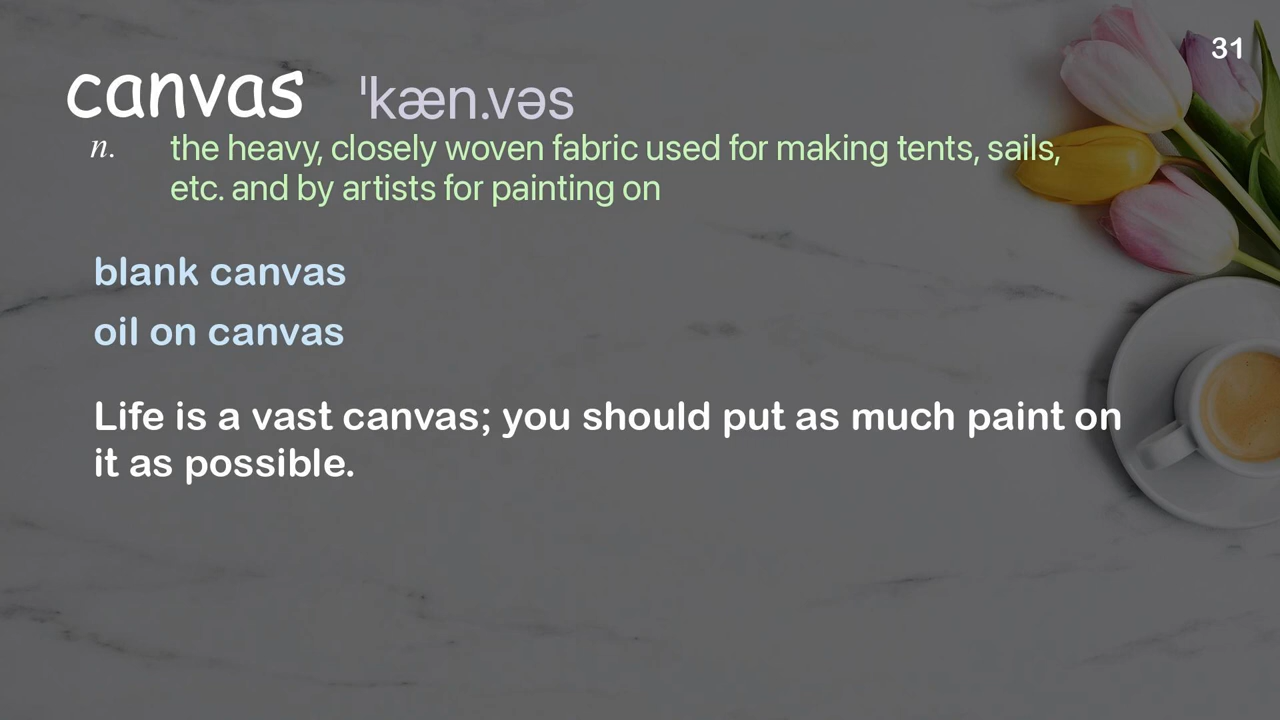 31
canvas ˈkæn.vəs
n. the heavy, closely woven fabric used for making tents, sails,
etc. and by artists for painting on
blank canvas
oil on canvas
Life is a vast canvas; you should put as much paint on
it as possible.